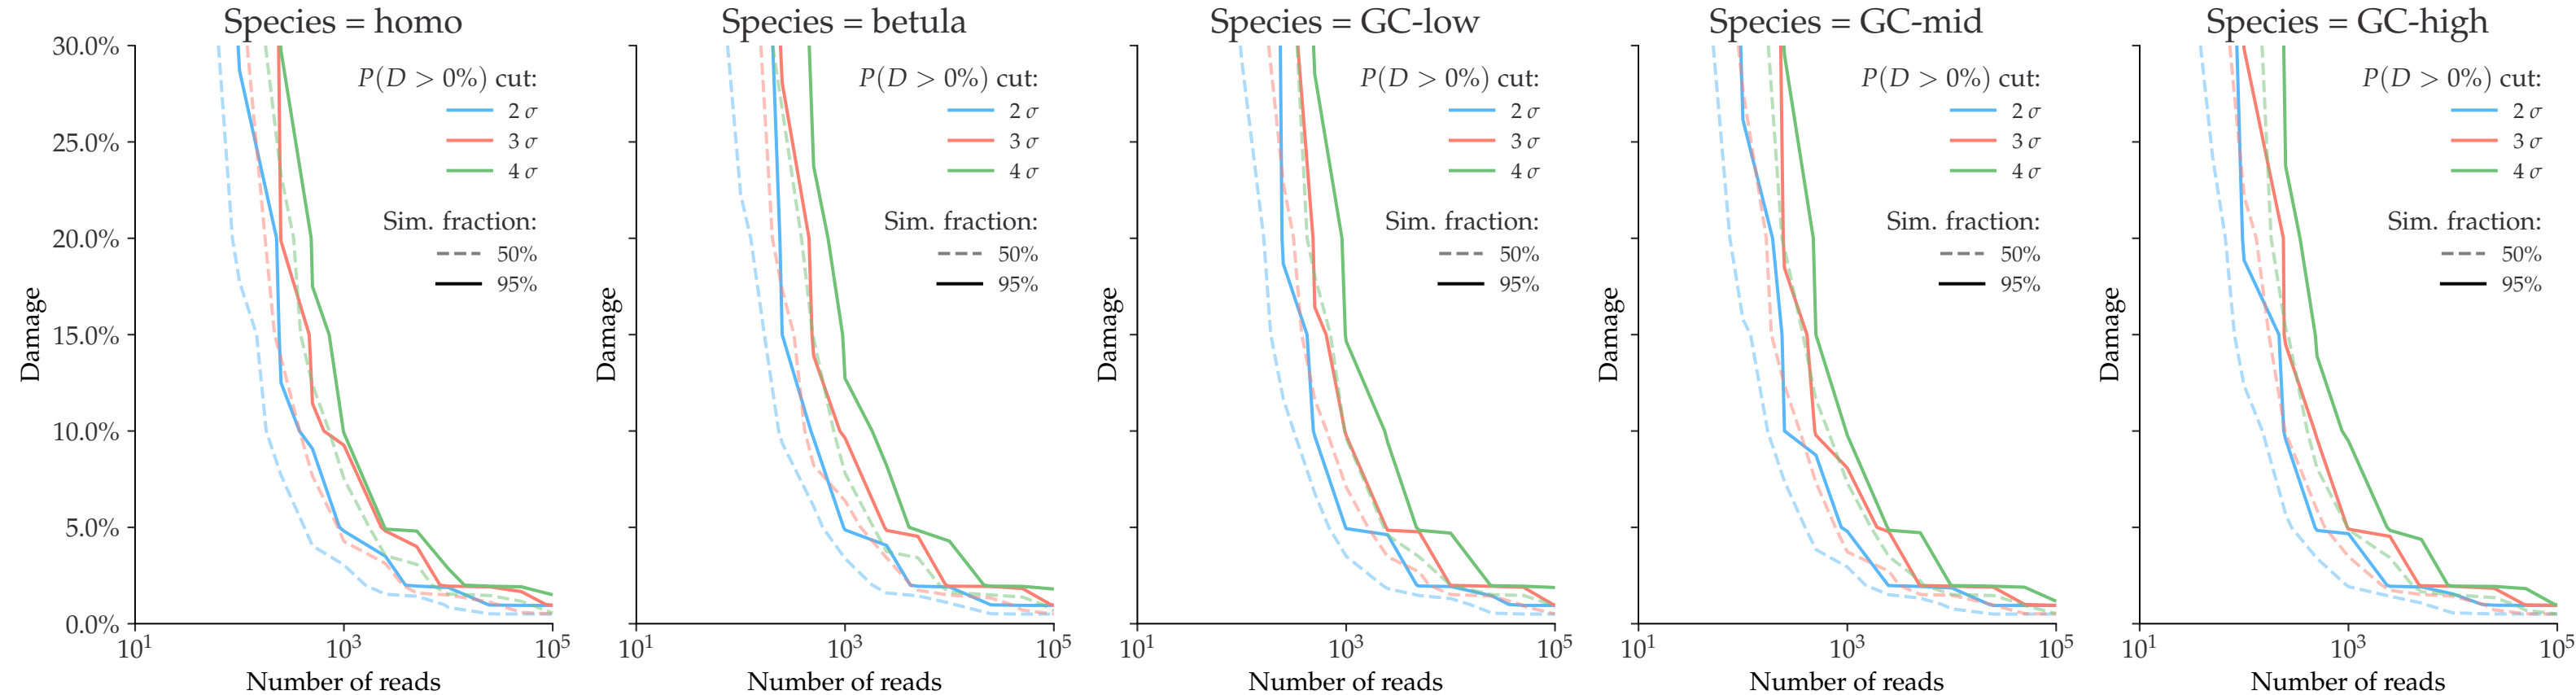 Species = homo
30.0%
25.0%
20.0%
15.0%
10.0%
5.0%
0.0%
Damage
P(D > 0%) cut:
2 σ
3 σ
4 σ
Sim. fraction:
50%
95%
10¹
10³
10⁵
Number of reads
Species = betula
Damage
P(D > 0%) cut:
2 σ
3 σ
4 σ
Sim. fraction:
50%
95%
10¹
10³
10⁵
Number of reads
Species = GC-low
Damage
P(D > 0%) cut:
2 σ
3 σ
4 σ
Sim. fraction:
50%
95%
10¹
10³
10⁵
Number of reads
Species = GC-mid
Damage
P(D > 0%) cut:
2 σ
3 σ
4 σ
Sim. fraction:
50%
95%
10¹
10³
10⁵
Number of reads
Species = GC-high
Damage
P(D > 0%) cut:
2 σ
3 σ
4 σ
Sim. fraction:
50%
95%
10¹
10³
10⁵
Number of reads